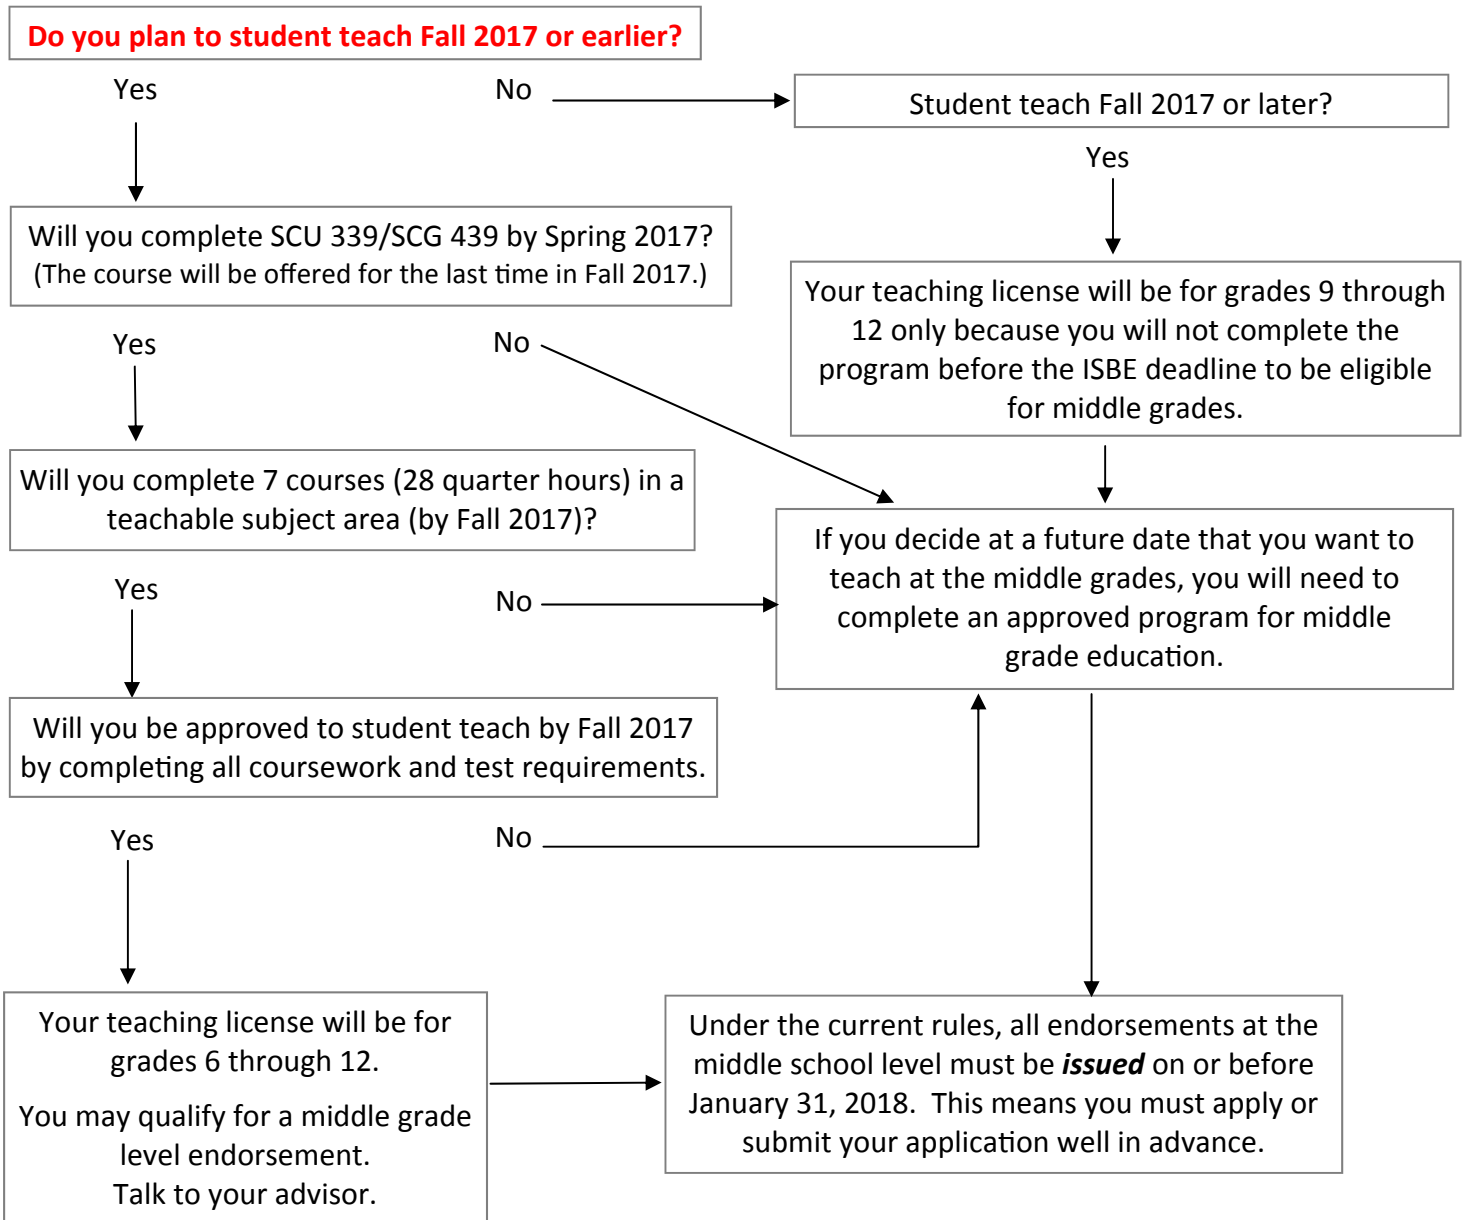 Do you plan to student teach Fall 2017 or earlier?
Yes
No
Student teach Fall 2017 or later?
Yes
Will you complete SCU 339/SCG 439 by Spring 2017?
(The course will be offered for the last time in Fall 2017.)
Your teaching license will be for grades 9 through
12 only because you will not complete the
program before the ISBE deadline to be eligible
for middle grades.
Yes
No
Will you complete 7 courses (28 quarter hours) in a
teachable subject area (by Fall 2017)?
If you decide at a future date that you want to
teach at the middle grades, you will need to
complete an approved program for middle
grade education.
Yes
No
Will you be approved to student teach by Fall 2017
by completing all coursework and test requirements.
Yes
No
Your teaching license will be for
grades 6 through 12.
You may qualify for a middle grade
level endorsement.
Talk to your advisor.
Under the current rules, all endorsements at the
middle school level must be issued on or before
January 31, 2018.  This means you must apply or
submit your application well in advance.